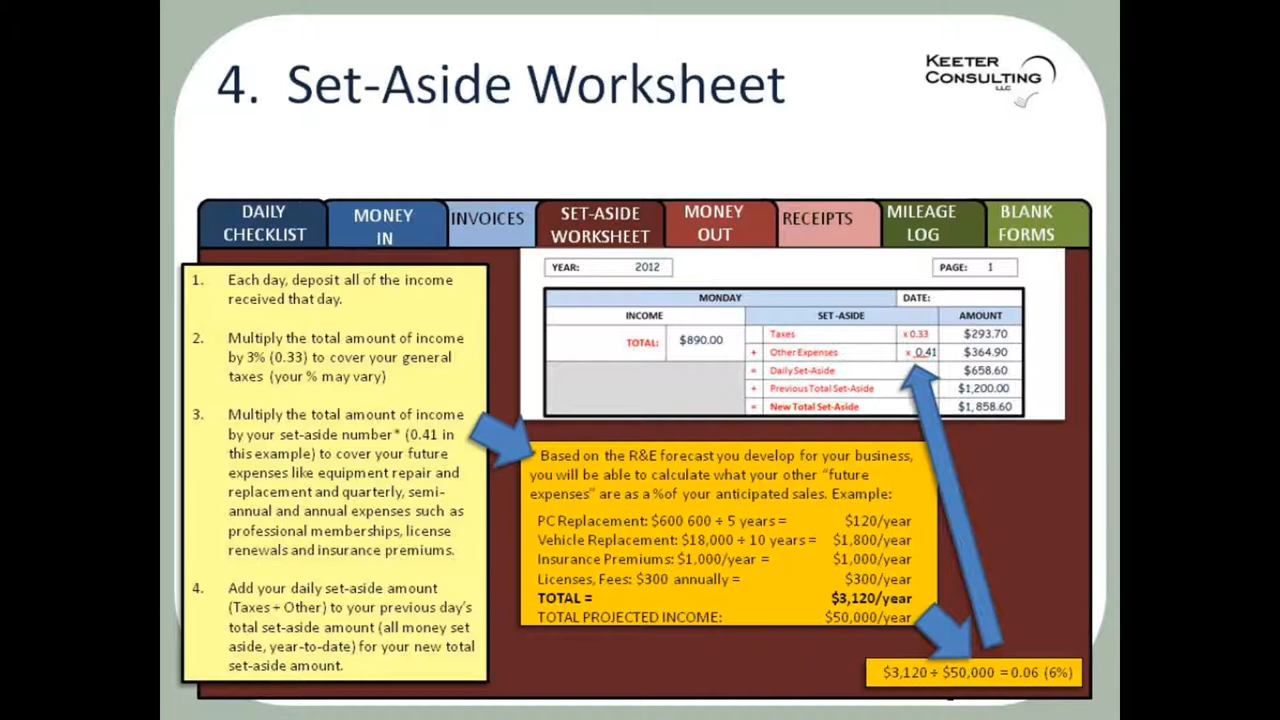 4. Set-Aside Worksheet
KEETER
CONSULTING
LLC
DAILY
CHECKLIST
MONEY
IN
INVOICES
SET-ASIDE
WORKSHEET
MONEY
OUT
RECEIPTS
MILEAGE
LOG
BLANK
FORMS
1. Each day, deposit all of the income
received that day.
2. Multiply the total amount of income
by 3% (0.33) to cover your general
taxes (your % may vary)
3. Multiply the total amount of income
by your set-aside number* (0.41 in
this example) to cover your future
expenses like equipment repair and
replacement and quarterly, semi-
annual and annual expenses such as
professional memberships, license
renewals and insurance premiums.
4. Add your daily set-aside amount
(Taxes + Other) to your previous day's
total set-aside amount (all money set
aside, year-to-date) for your new total
set-aside amount.
YEAR: 2012 PAGE: 1
MONDAY DATE:
INCOME SET-ASIDE AMOUNT
TOTAL: $890.00
Taxes x 0.33 $293.70
+ Other Expenses x 0.41 $364.90
= Daily Set-Aside $658.60
+ Previous Total Set-Aside $1,200.00
= New Total Set-Aside $1,858.60
Based on the R&E forecast you develop for your business,
you will be able to calculate what your other "future
expenses" are as a % of your anticipated sales. Example:
PC Replacement: $600 600 ÷ 5 years = $120/year
Vehicle Replacement: $18,000 ÷ 10 years = $1,800/year
Insurance Premiums: $1,000/year = $1,000/year
Licenses, Fees: $300 annually = $300/year
TOTAL = $3,120/year
TOTAL PROJECTED INCOME: $50,000/year
$3,120 ÷ $50,000 = 0.06 (6%)